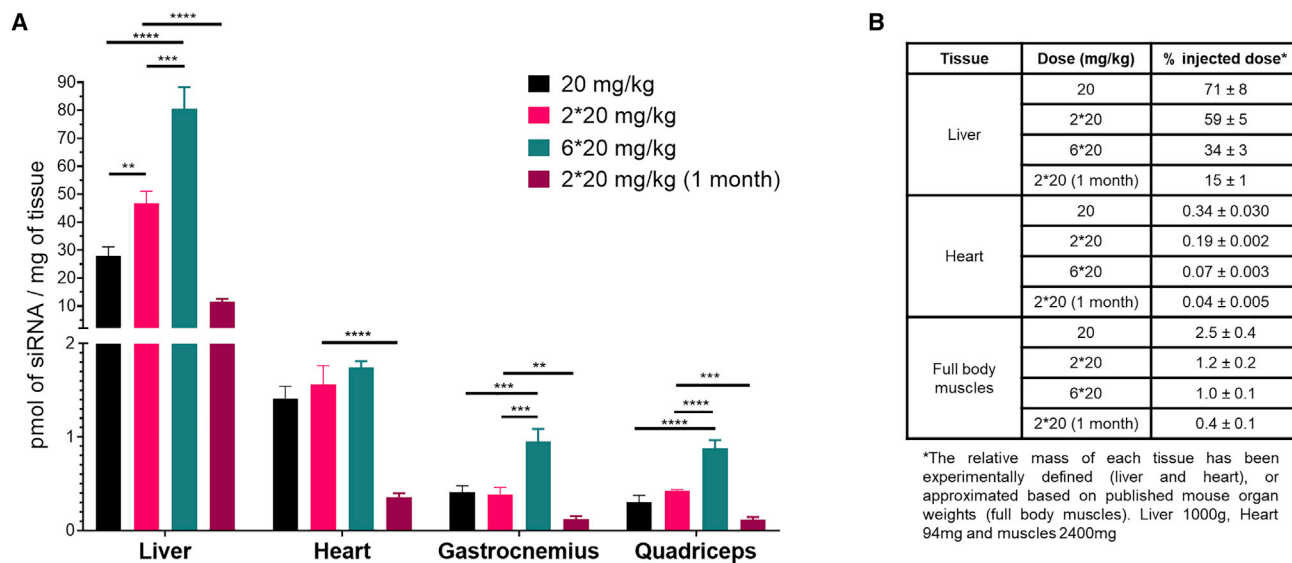 A
pmol of siRNA / mg of tissue
90
80
70
60
50
40
30
20
10
2
1
0
****
****
***
**
****
**
***
***
***
****
****
20 mg/kg
2*20 mg/kg
6*20 mg/kg
2*20 mg/kg (1 month)
Liver Heart Gastrocnemius Quadriceps
B
Tissue Dose (mg/kg) % injected dose*
Liver
20 71 ± 8
2*20 59 ± 5
6*20 34 ± 3
2*20 (1 month) 15 ± 1
Heart
20 0.34 ± 0.030
2*20 0.19 ± 0.002
6*20 0.07 ± 0.003
2*20 (1 month) 0.04 ± 0.005
Full body
muscles
20 2.5 ± 0.4
2*20 1.2 ± 0.2
6*20 1.0 ± 0.1
2*20 (1 month) 0.4 ± 0.1
*The relative mass of each tissue has been
experimentally defined (liver and heart), or
approximated based on published mouse organ
weights (full body muscles). Liver 1000g, Heart
94mg and muscles 2400mg